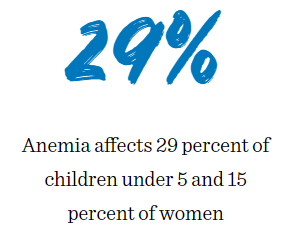 29%
Anemia affects 29 percent of
children under 5 and 15
percent of women